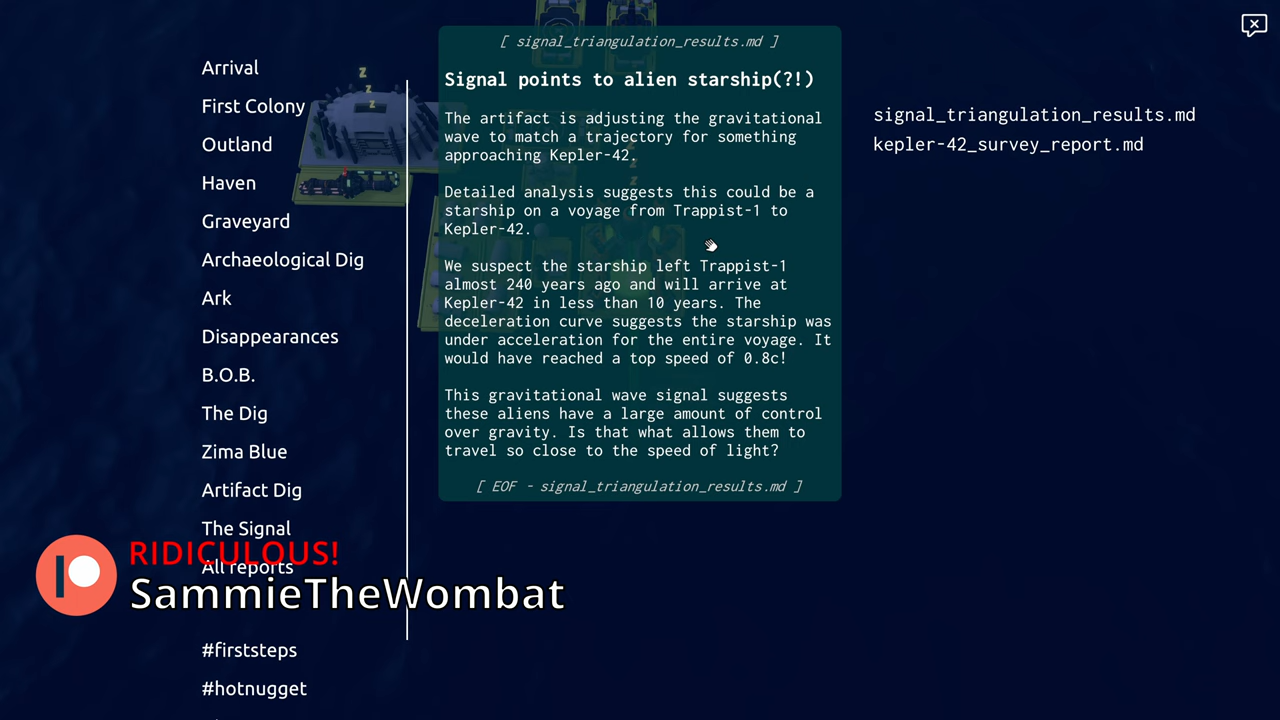 Arrival
First Colony
Outland
Haven
Graveyard
Archaeological Dig
Ark
Disappearances
B.O.B.
The Dig
Zima Blue
Artifact Dig
The Signal
All reports
#firststeps
#hotnugget
[ signal_triangulation_results.md ]
Signal points to alien starship(?!)
The artifact is adjusting the gravitational
wave to match a trajectory for something
approaching Kepler-42.
Detailed analysis suggests this could be a
starship on a voyage from Trappist-1 to
Kepler-42.
We suspect the starship left Trappist-1
almost 240 years ago and will arrive at
Kepler-42 in less than 10 years. The
deceleration curve suggests the starship was
under acceleration for the entire voyage. It
would have reached a top speed of 0.8c!
This gravitational wave signal suggests
these aliens have a large amount of control
over gravity. Is that what allows them to
travel so close to the speed of light?
[ EOF - signal_triangulation_results.md ]
signal_triangulation_results.md
kepler-42_survey_report.md
RIDICULOUS!
SammieTheWombat
z
z
z